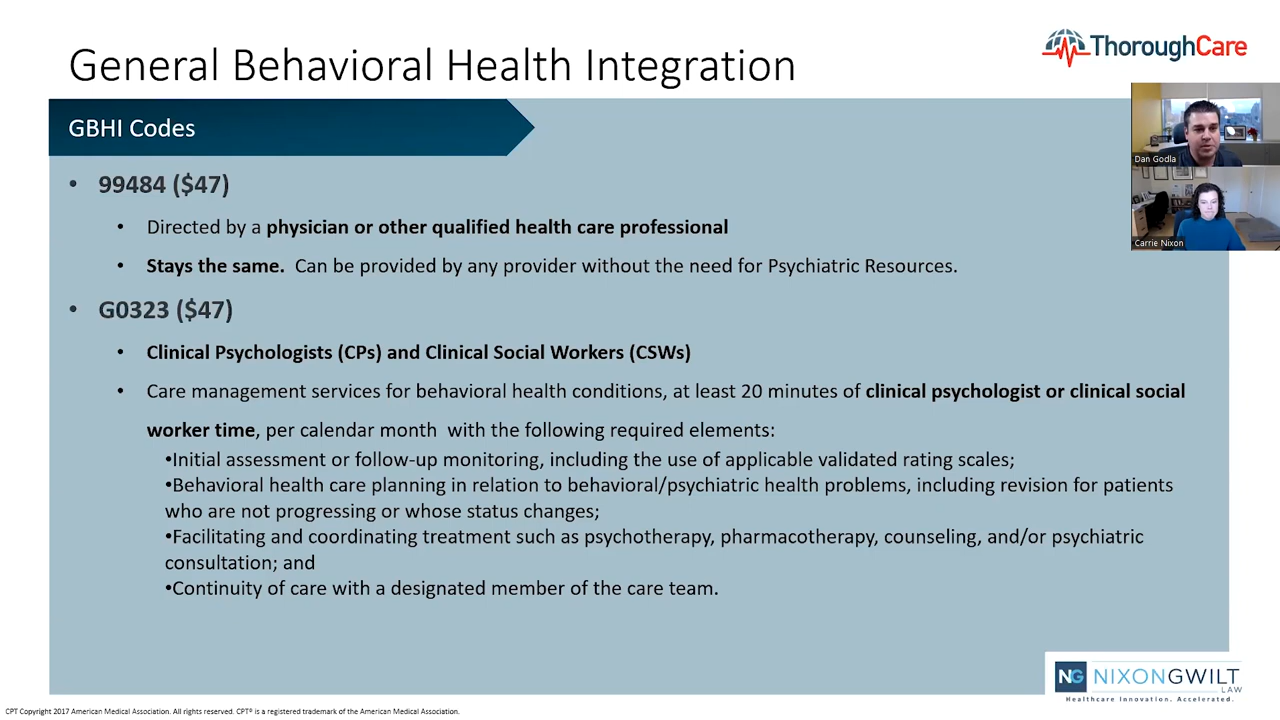 General Behavioral Health Integration
ThoroughCare
GBHI Codes
Dan Godla
Carrie Nixon
• 99484 ($47)
• Directed by a physician or other qualified health care professional
• Stays the same. Can be provided by any provider without the need for Psychiatric Resources.
• G0323 ($47)
• Clinical Psychologists (CPs) and Clinical Social Workers (CSWs)
• Care management services for behavioral health conditions, at least 20 minutes of clinical psychologist or clinical social
worker time, per calendar month with the following required elements:
•Initial assessment or follow-up monitoring, including the use of applicable validated rating scales;
•Behavioral health care planning in relation to behavioral/psychiatric health problems, including revision for patients
who are not progressing or whose status changes;
•Facilitating and coordinating treatment such as psychotherapy, pharmacotherapy, counseling, and/or psychiatric
consultation; and
•Continuity of care with a designated member of the care team.
NG NIXONGWILT
LAW
Healthcare Innovation. Accelerated.
CPT Copyright 2017 American Medical Association. All rights reserved. CPT® is a registered trademark of the American Medical Association.